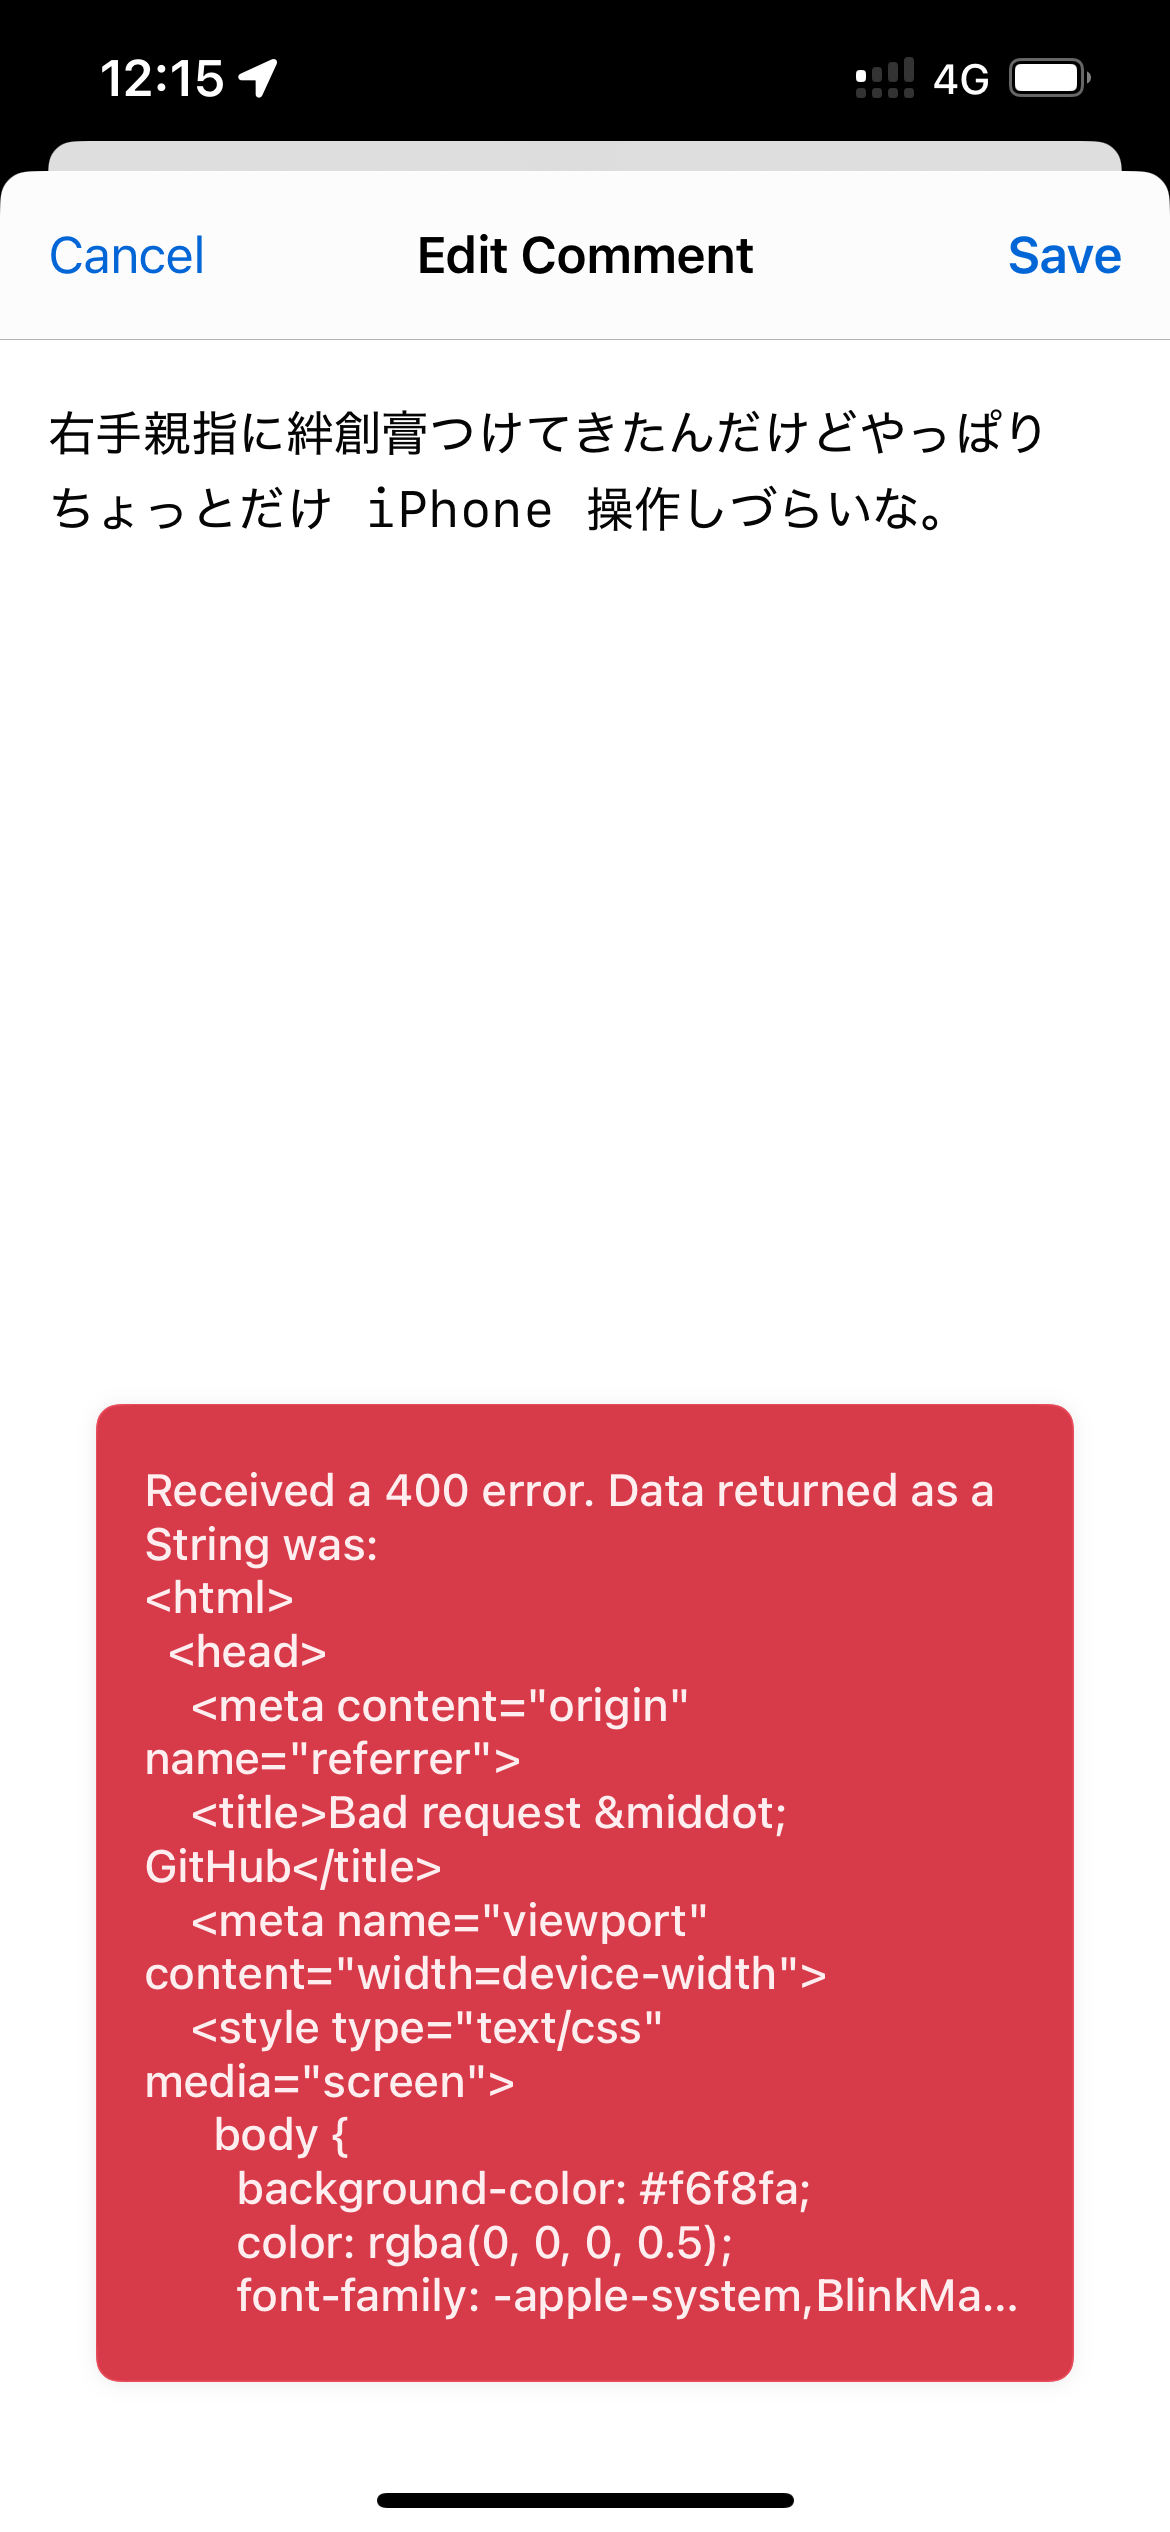 12:15
4G
Cancel
Edit Comment
Save
右手親指に絆創膏つけてきたんだけどやっぱり
ちょっとだけ iPhone 操作しづらいな。
Received a 400 error. Data returned as a
String was:
<html>
  <head>
    <meta content="origin"
name="referrer">
    <title>Bad request &middot;
GitHub</title>
    <meta name="viewport"
content="width=device-width">
    <style type="text/css"
media="screen">
      body {
        background-color: #f6f8fa;
        color: rgba(0, 0, 0, 0.5);
        font-family: -apple-system,BlinkMa...